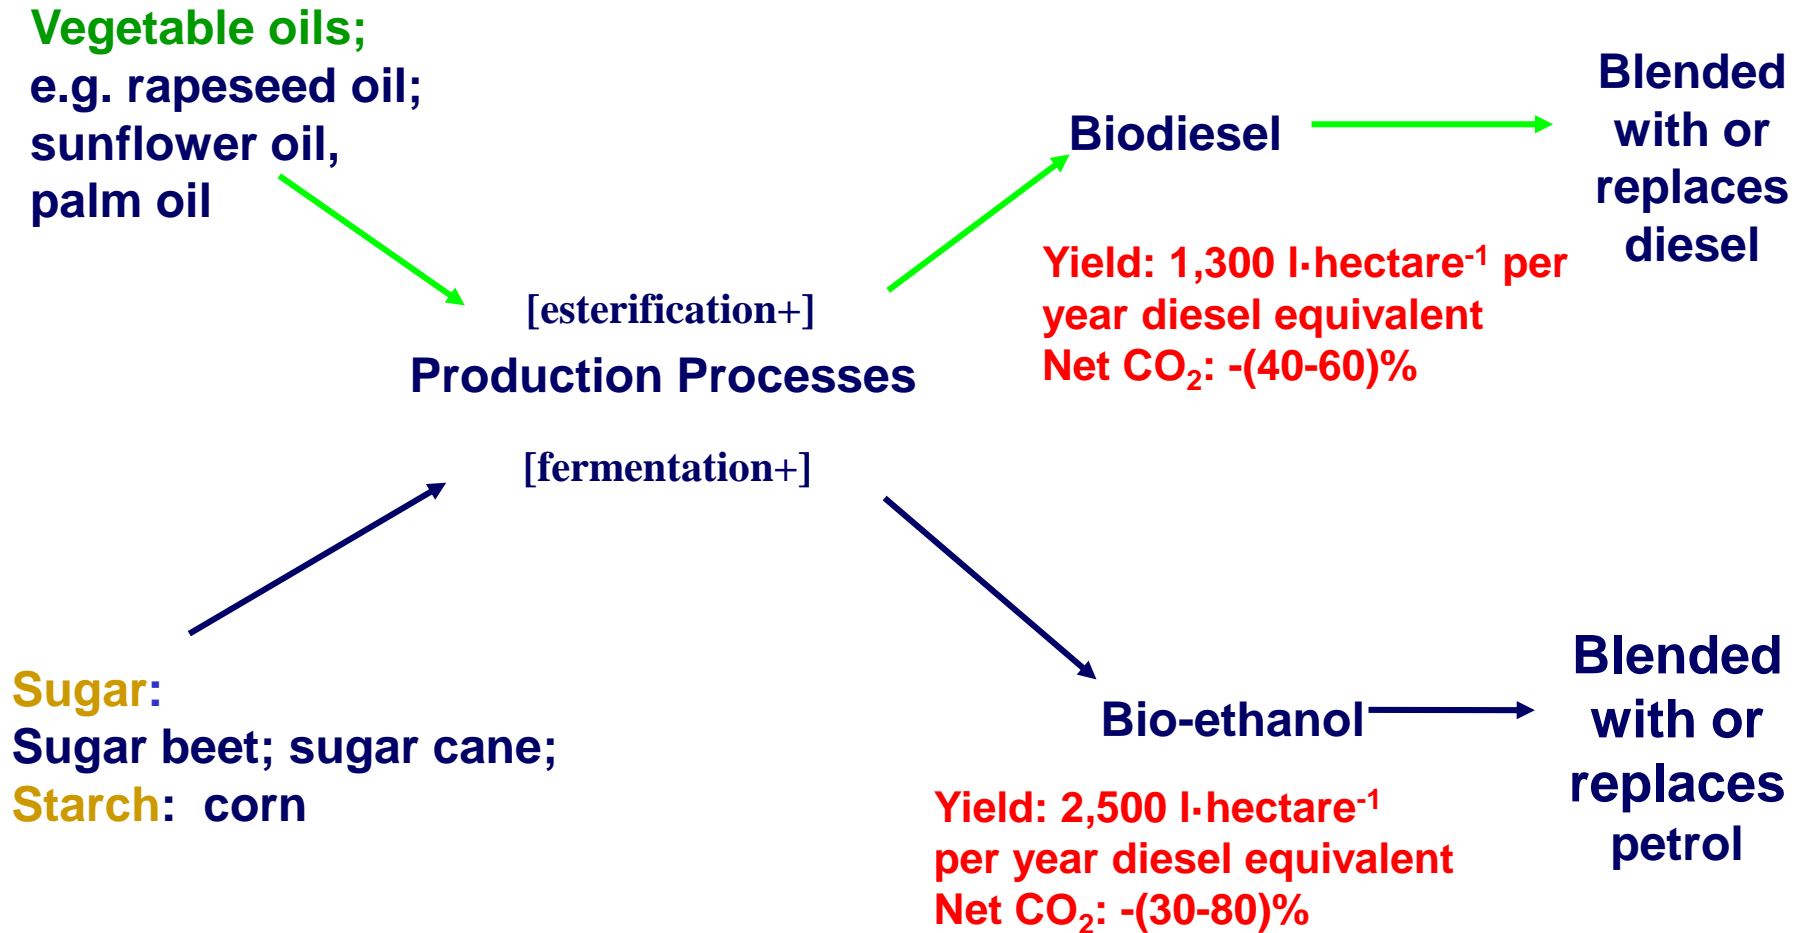 Vegetable oils;
e.g. rapeseed oil;
sunflower oil,
palm oil
Biodiesel
Blended
with or
replaces
diesel
Yield: 1,300 l·hectare⁻¹ per
year diesel equivalent
Net CO₂: -(40-60)%
[esterification+]
Production Processes
[fermentation+]
Sugar:
Sugar beet; sugar cane;
Starch: corn
Bio-ethanol
Blended
with or
replaces
petrol
Yield: 2,500 l·hectare⁻¹
per year diesel equivalent
Net CO₂: -(30-80)%